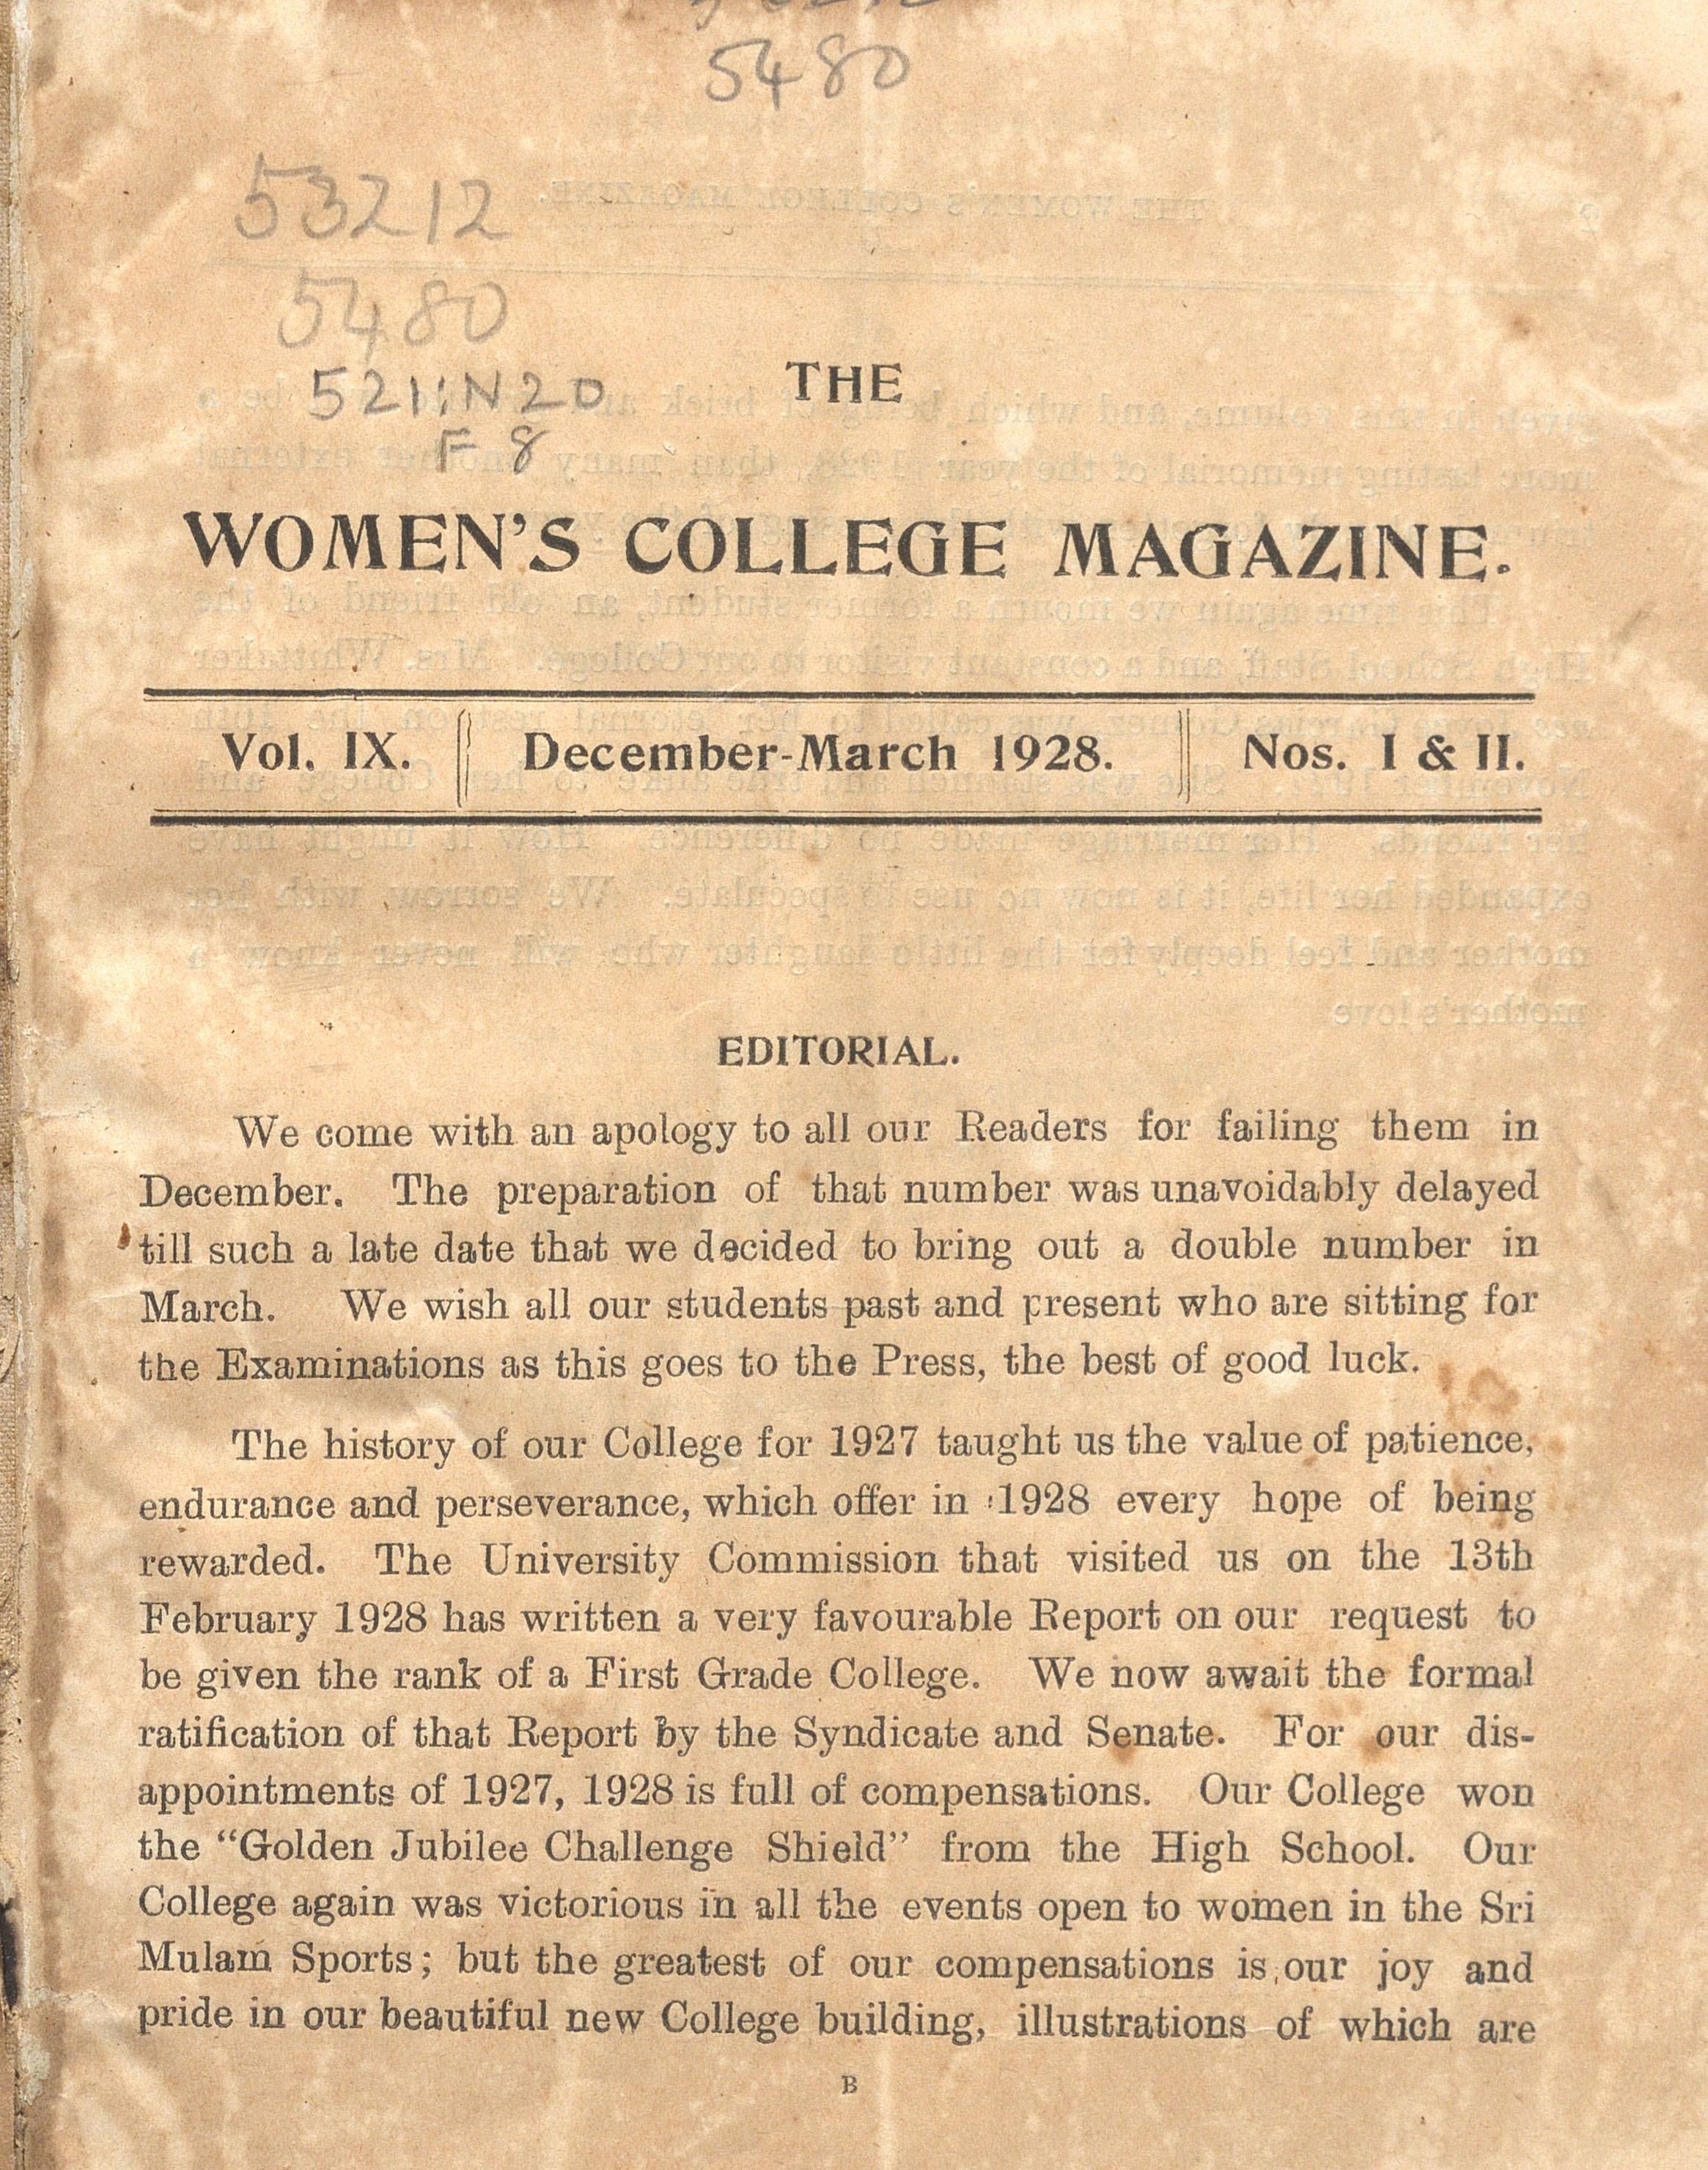 5480
53212
5480
521:N20
F8
THE
WOMEN'S COLLEGE MAGAZINE.
Vol. IX. December-March 1928. Nos. I & II.
EDITORIAL.
We come with an apology to all our Readers for failing them in
December. The preparation of that number was unavoidably delayed
till such a late date that we decided to bring out a double number in
March. We wish all our students past and present who are sitting for
the Examinations as this goes to the Press, the best of good luck.
The history of our College for 1927 taught us the value of patience,
endurance and perseverance, which offer in 1928 every hope of being
rewarded. The University Commission that visited us on the 13th
February 1928 has written a very favourable Report on our request to
be given the rank of a First Grade College. We now await the formal
ratification of that Report by the Syndicate and Senate. For our dis-
appointments of 1927, 1928 is full of compensations. Our College won
the "Golden Jubilee Challenge Shield" from the High School. Our
College again was victorious in all the events open to women in the Sri
Mulam Sports; but the greatest of our compensations is our joy and
pride in our beautiful new College building, illustrations of which are
B